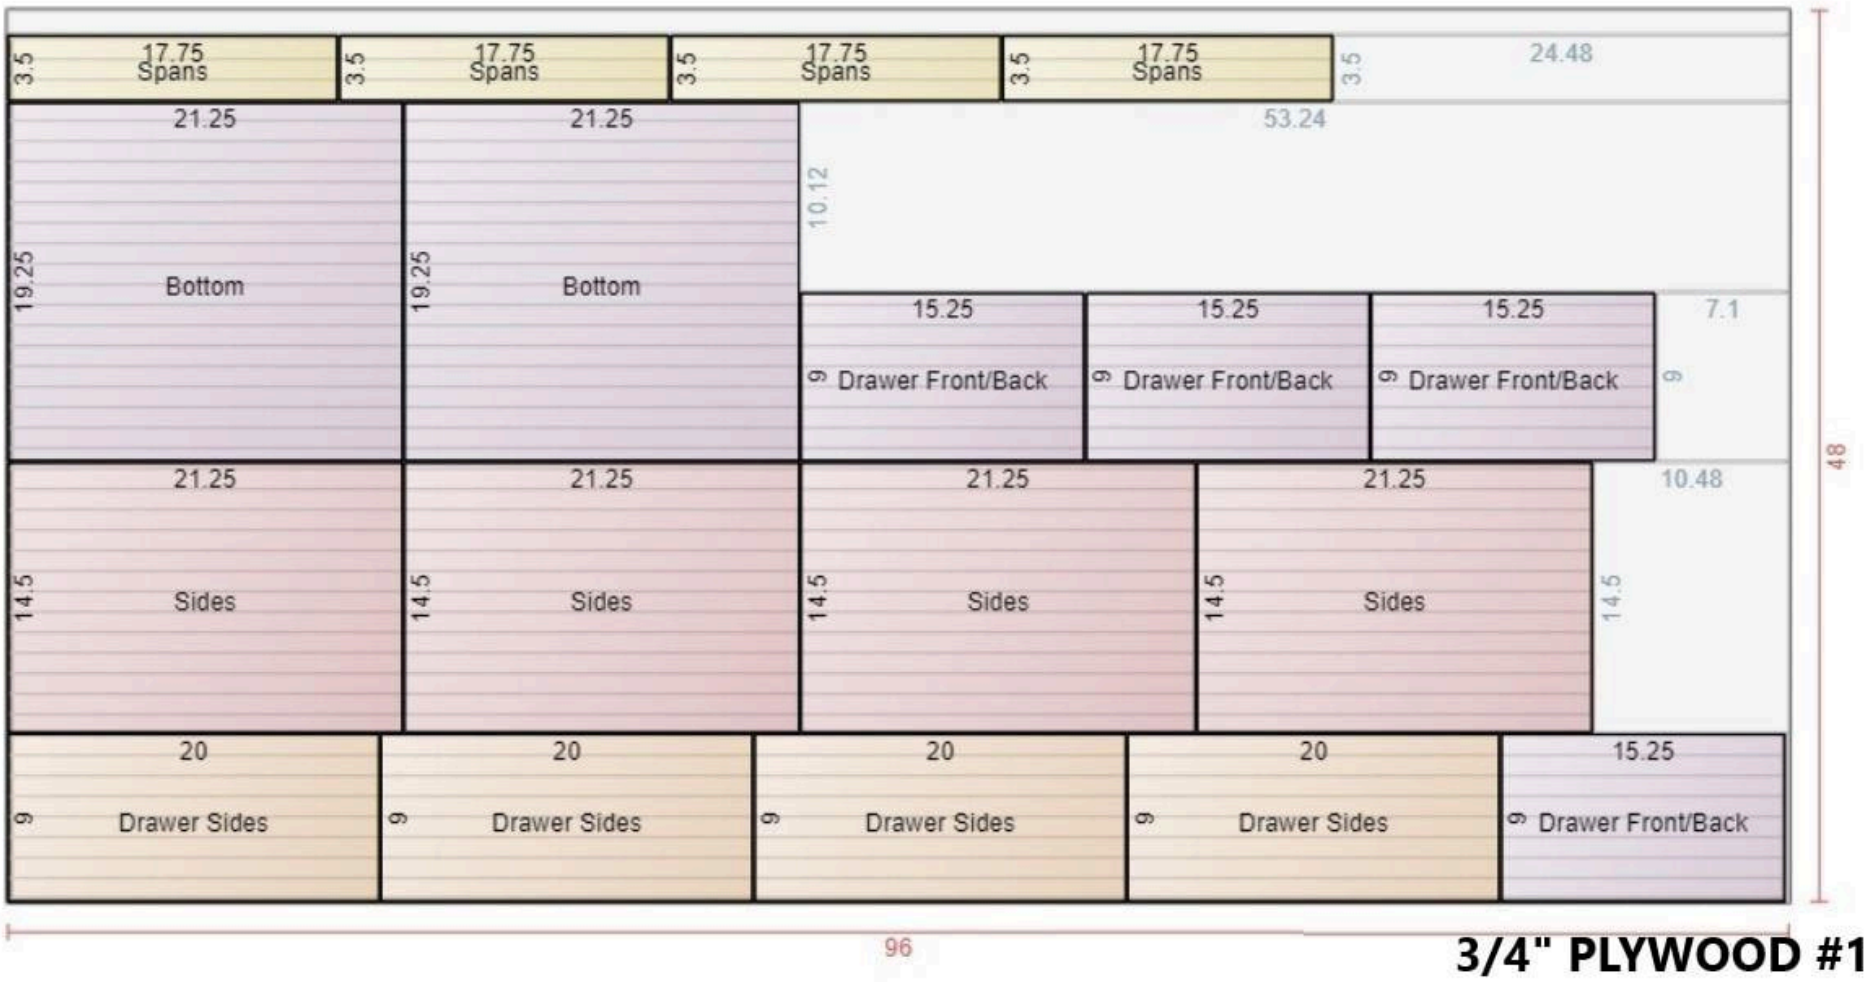 17.75 17.75 17.75 17.75 24.48
3.5 Spans 3.5 Spans 3.5 Spans 3.5 Spans 3.5
21.25 21.25 53.24
10.12
19.25 Bottom 19.25 Bottom
15.25 15.25 15.25 7.1
9 Drawer Front/Back 9 Drawer Front/Back 9 Drawer Front/Back 9
48
21.25 21.25 21.25 21.25 10.48
14.5 Sides 14.5 Sides 14.5 Sides 14.5 Sides 14.5
20 20 20 20 15.25
9 Drawer Sides 9 Drawer Sides 9 Drawer Sides 9 Drawer Sides 9 Drawer Front/Back
96
3/4" PLYWOOD #1